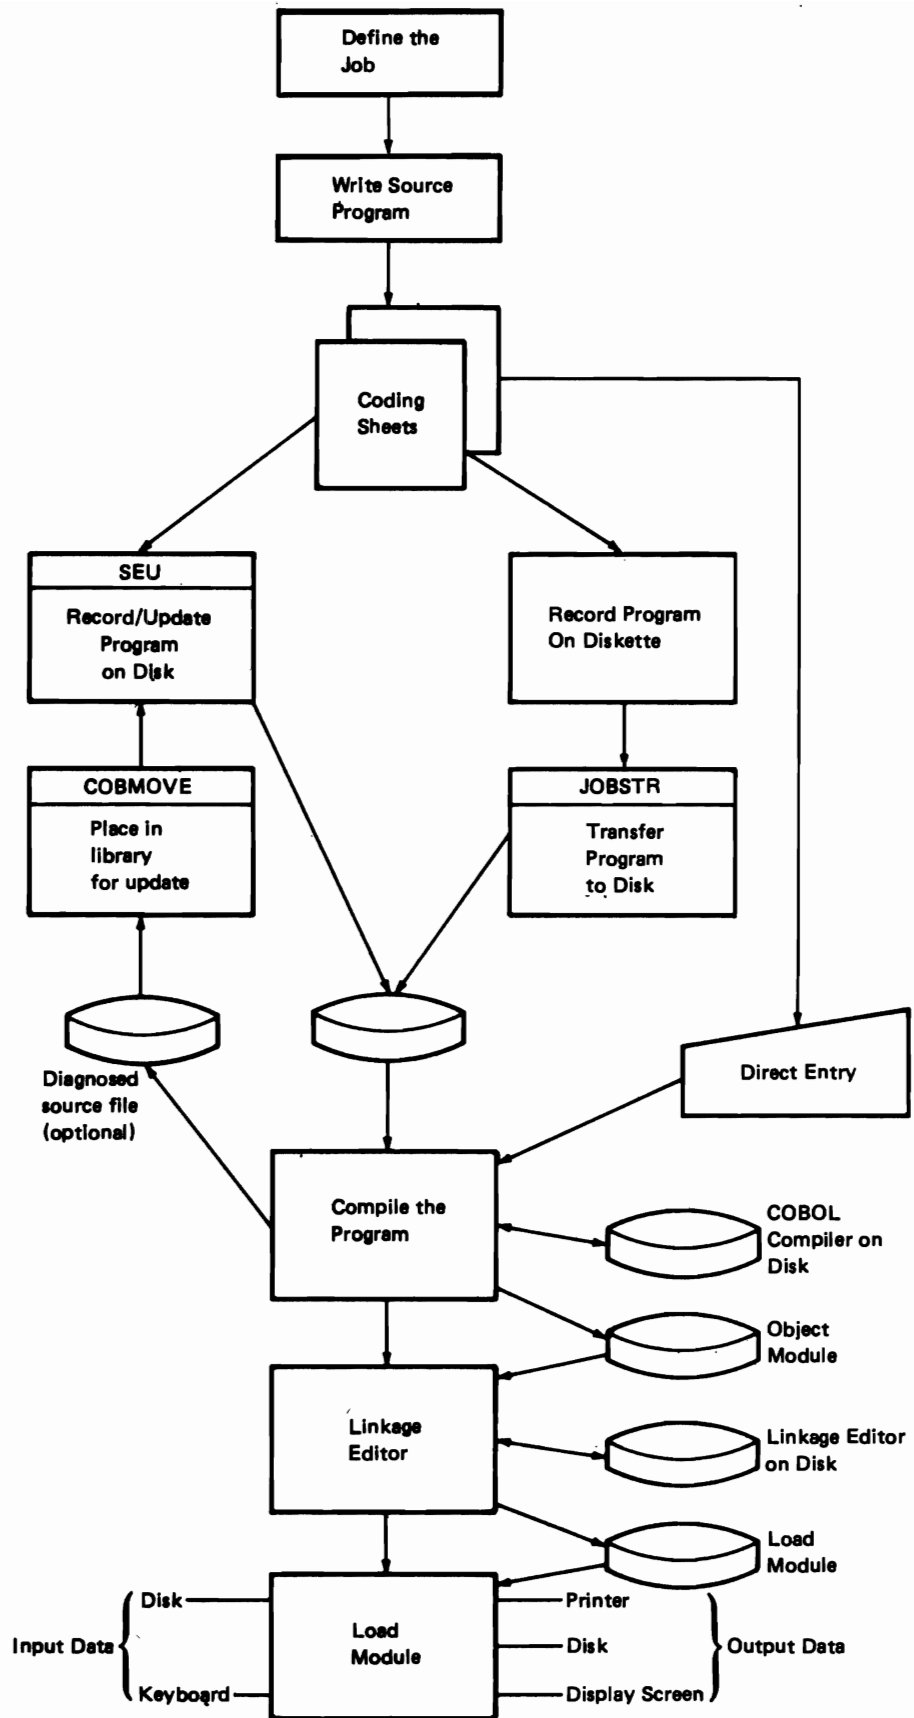 Define the
Job
Write Source
Program
Coding
Sheets
SEU
Record/Update
Program
on Disk
Record Program
On Diskette
COBMOVE
Place in
library
for update
JOBSTR
Transfer
Program
to Disk
Diagnosed
source file
(optional)
Direct Entry
Compile the
Program
COBOL
Compiler on
Disk
Object
Module
Linkage
Editor
Linkage Editor
on Disk
Load
Module
Input Data
Disk
Keyboard
Load
Module
Printer
Disk
Display Screen
Output Data